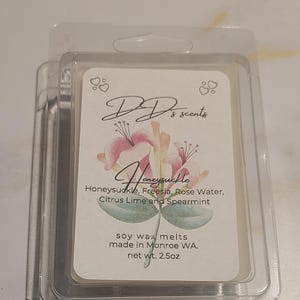 DD's scents
Honeysuckle
Honeysuckle, Freesia, Rose Water,
Citrus Lime and Spearmint
soy wax melts
made in Monroe WA.
net wt. 2.5oz